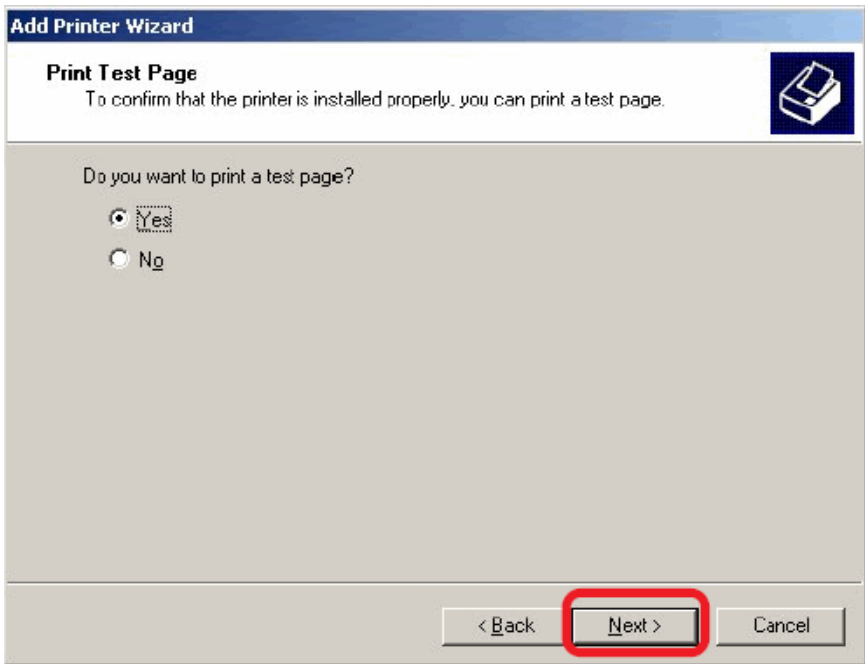 Add Printer Wizard
Print Test Page
To confirm that the printer is installed properly, you can print a test page.
Do you want to print a test page?
Yes
No
< Back Next > Cancel